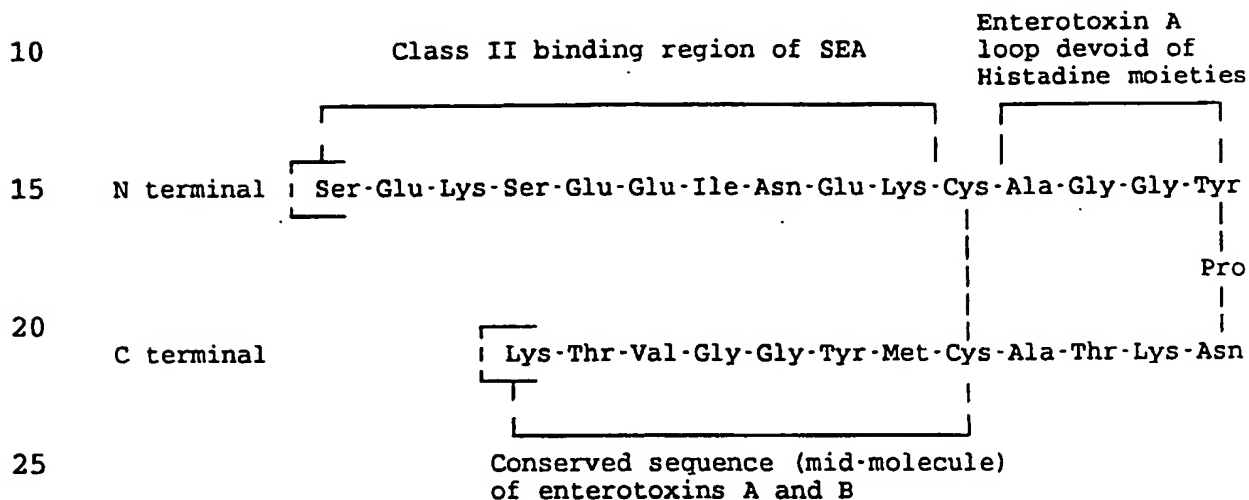 Enterotoxin A
10 Class II binding region of SEA loop devoid of
Histadine moieties
15 N terminal Ser-Glu-Lys-Ser-Glu-Glu-Ile-Asn-Glu-Lys-Cys-Ala-Gly-Gly-Tyr
Pro
20
C terminal Lys-Thr-Val-Gly-Gly-Tyr-Met-Cys-Ala-Thr-Lys-Asn
25 Conserved sequence (mid-molecule)
of enterotoxins A and B